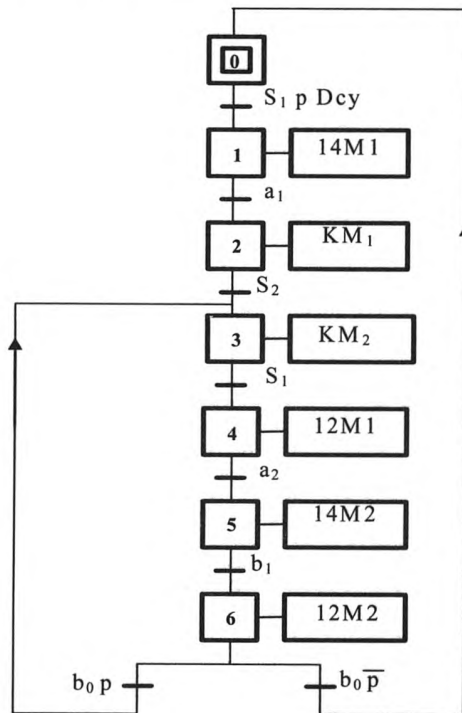 0
S₁ p Dcy
1 14M1
a₁
2 KM₁
S₂
3 KM₂
S₁
4 12M1
a₂
5 14M2
b₁
6 12M2
b₀ p b₀ p̅